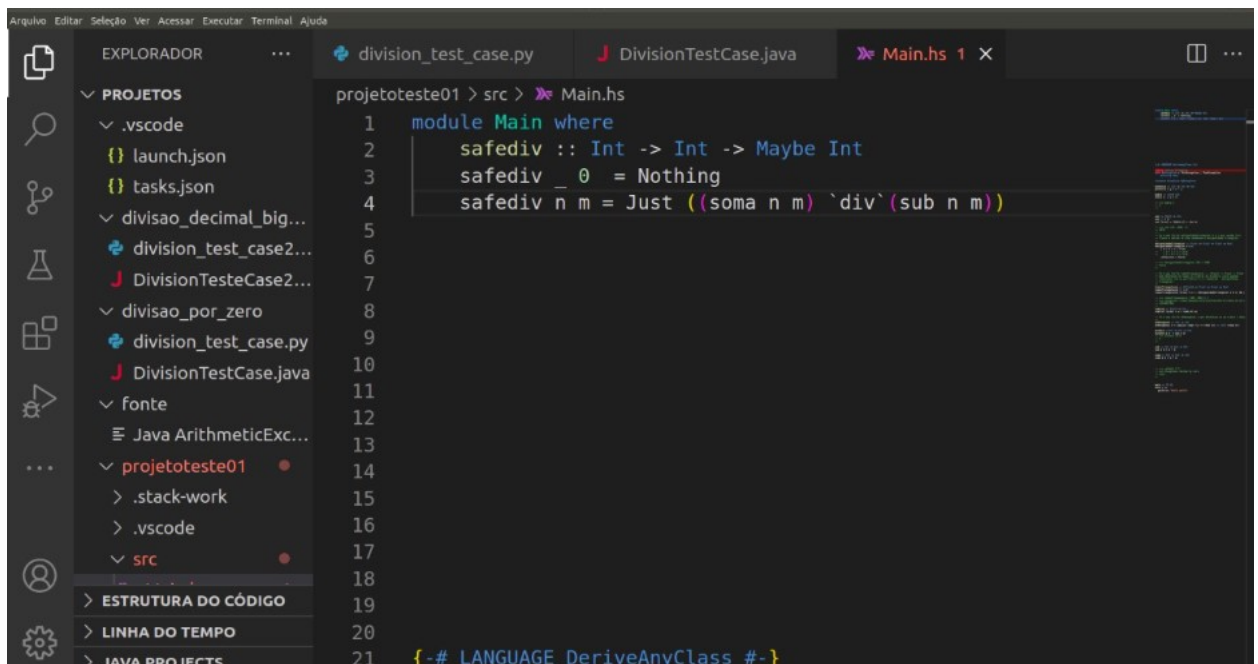 Arquivo Editar Seleção Ver Acessar Executar Terminal Ajuda
EXPLORADOR ...
division_test_case.py
DivisionTestCase.java
Main.hs 1
PROJETOS
.vscode
launch.json
tasks.json
divisao_decimal_big...
division_test_case2...
DivisionTesteCase2...
divisao_por_zero
division_test_case.py
DivisionTestCase.java
fonte
Java ArithmeticExc...
projetoteste01
.stack-work
.vscode
src
ESTRUTURA DO CÓDIGO
LINHA DO TEMPO
JAVA PROJECTS
projetoteste01 > src > Main.hs
1 module Main where
2 safediv :: Int -> Int -> Maybe Int
3 safediv _ 0 = Nothing
4 safediv n m = Just ((soma n m) `div`(sub n m))
5
6
7
8
9
10
11
12
13
14
15
16
17
18
19
20
21 {-# LANGUAGE DeriveAnyClass #-}